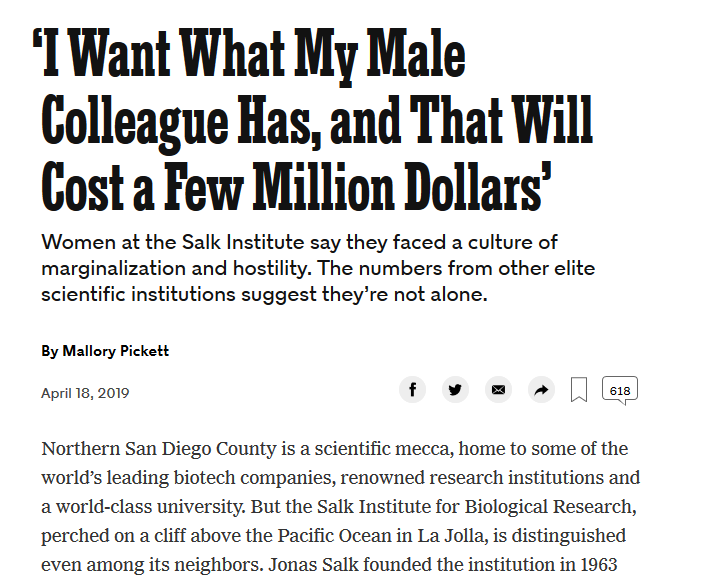 ‘I Want What My Male
Colleague Has, and That Will
Cost a Few Million Dollars’
Women at the Salk Institute say they faced a culture of
marginalization and hostility. The numbers from other elite
scientific institutions suggest they’re not alone.
By Mallory Pickett
April 18, 2019
618
Northern San Diego County is a scientific mecca, home to some of the
world’s leading biotech companies, renowned research institutions and
a world-class university. But the Salk Institute for Biological Research,
perched on a cliff above the Pacific Ocean in La Jolla, is distinguished
even among its neighbors. Jonas Salk founded the institution in 1963